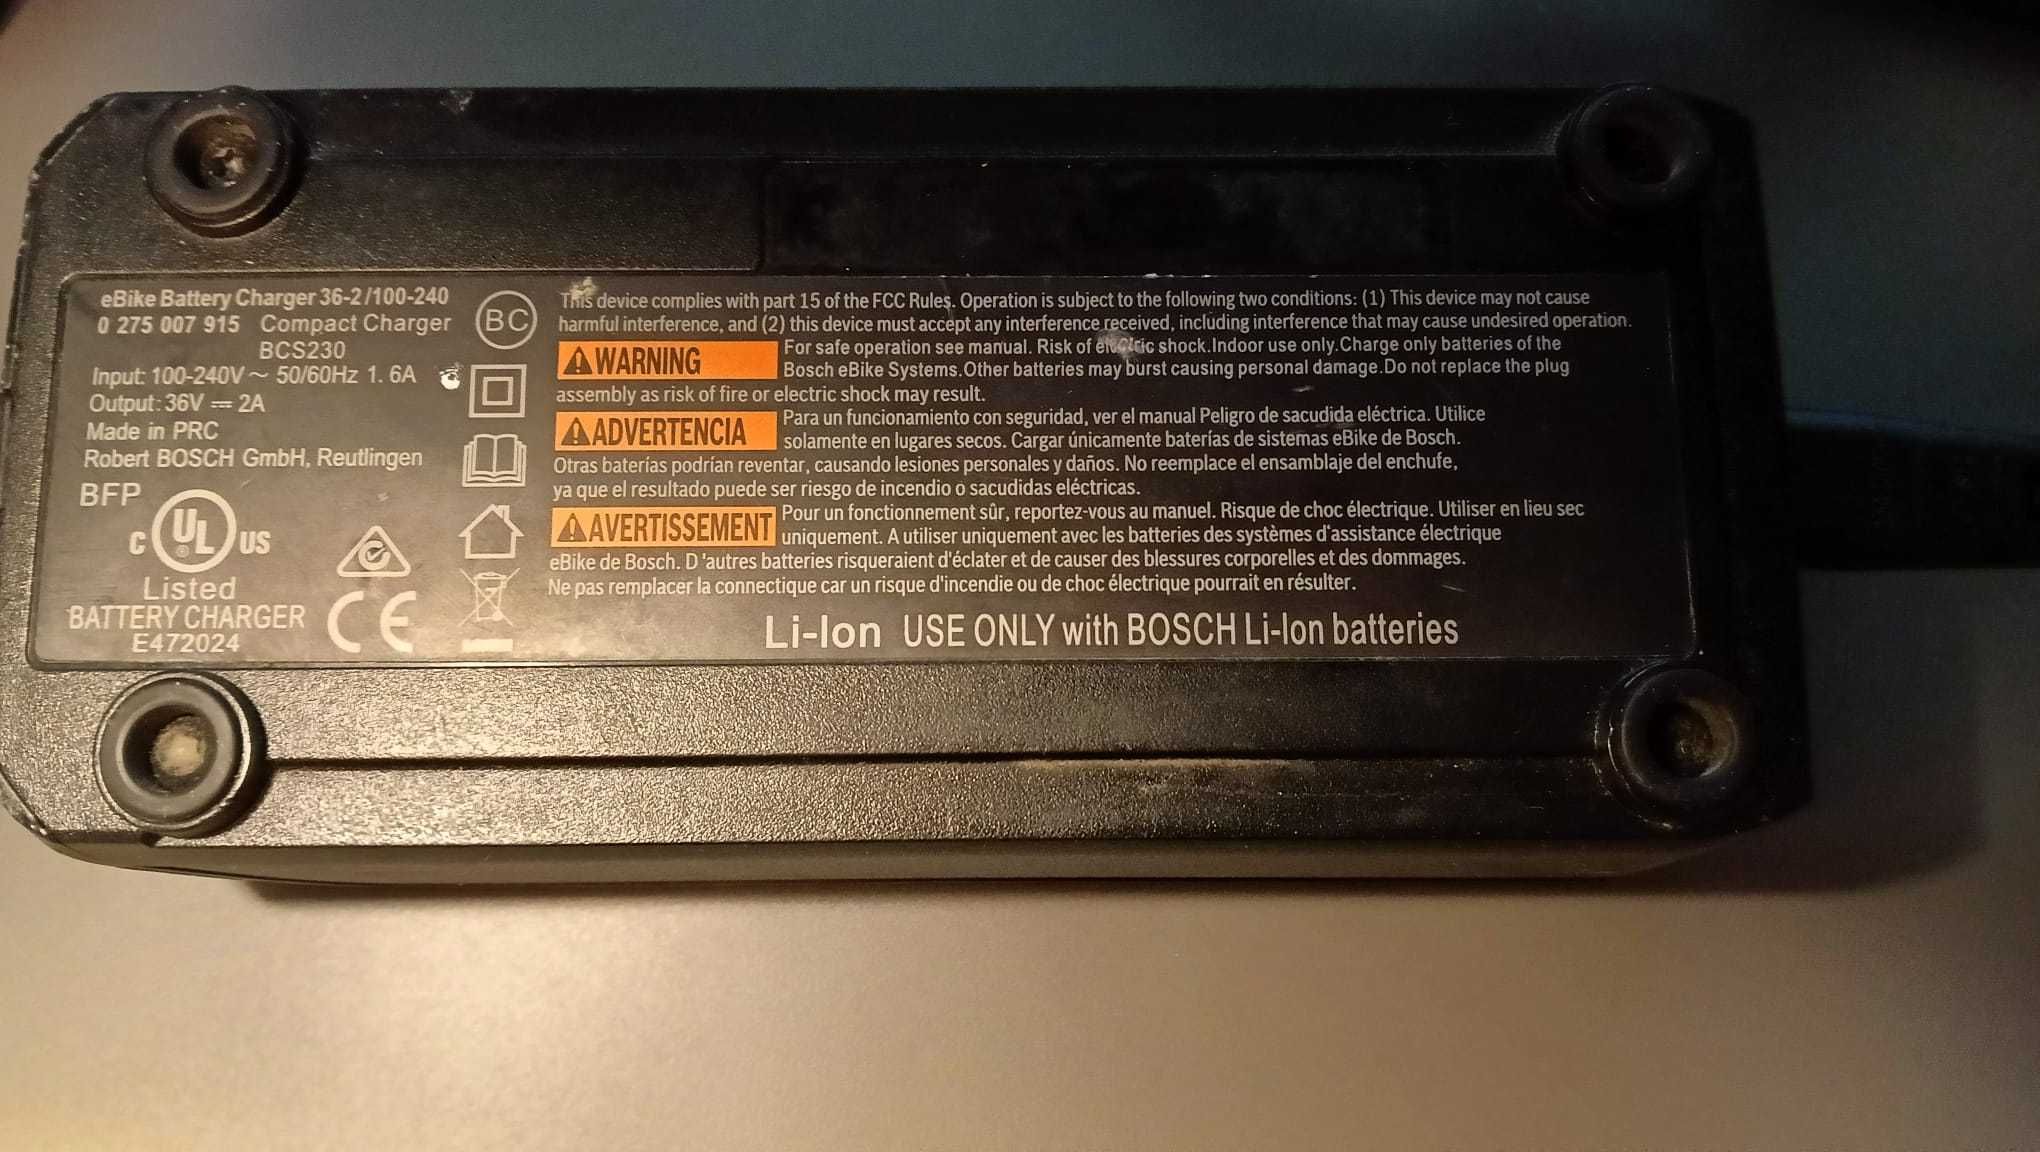 eBike Battery Charger 36-2/100-240
0 275 007 915 Compact Charger
BCS230
Input: 100-240V ~ 50/60Hz 1. 6A
Output: 36V ⎓ 2A
Made in PRC
Robert BOSCH GmbH, Reutlingen
BFP
C UL ® US
Listed
BATTERY CHARGER
E472024
CE
BC
This device complies with part 15 of the FCC Rules. Operation is subject to the following two conditions: (1) This device may not cause
harmful interference, and (2) this device must accept any interference received, including interference that may cause undesired operation.
WARNING For safe operation see manual. Risk of electric shock.Indoor use only.Charge only batteries of the
Bosch eBike Systems.Other batteries may burst causing personal damage.Do not replace the plug
assembly as risk of fire or electric shock may result.
ADVERTENCIA Para un funcionamiento con seguridad, ver el manual Peligro de sacudida eléctrica. Utilice
solamente en lugares secos. Cargar únicamente baterías de sistemas eBike de Bosch.
Otras baterías podrían reventar, causando lesiones personales y daños. No reemplace el ensamblaje del enchufe,
ya que el resultado puede ser riesgo de incendio o sacudidas eléctricas.
AVERTISSEMENT Pour un fonctionnement sûr, reportez-vous au manuel. Risque de choc électrique. Utiliser en lieu sec
uniquement. A utiliser uniquement avec les batteries des systèmes d'assistance électrique
eBike de Bosch. D 'autres batteries risqueraient d'éclater et de causer des blessures corporelles et des dommages.
Ne pas remplacer la connectique car un risque d'incendie ou de choc électrique pourrait en résulter.
Li-Ion USE ONLY with BOSCH Li-Ion batteries